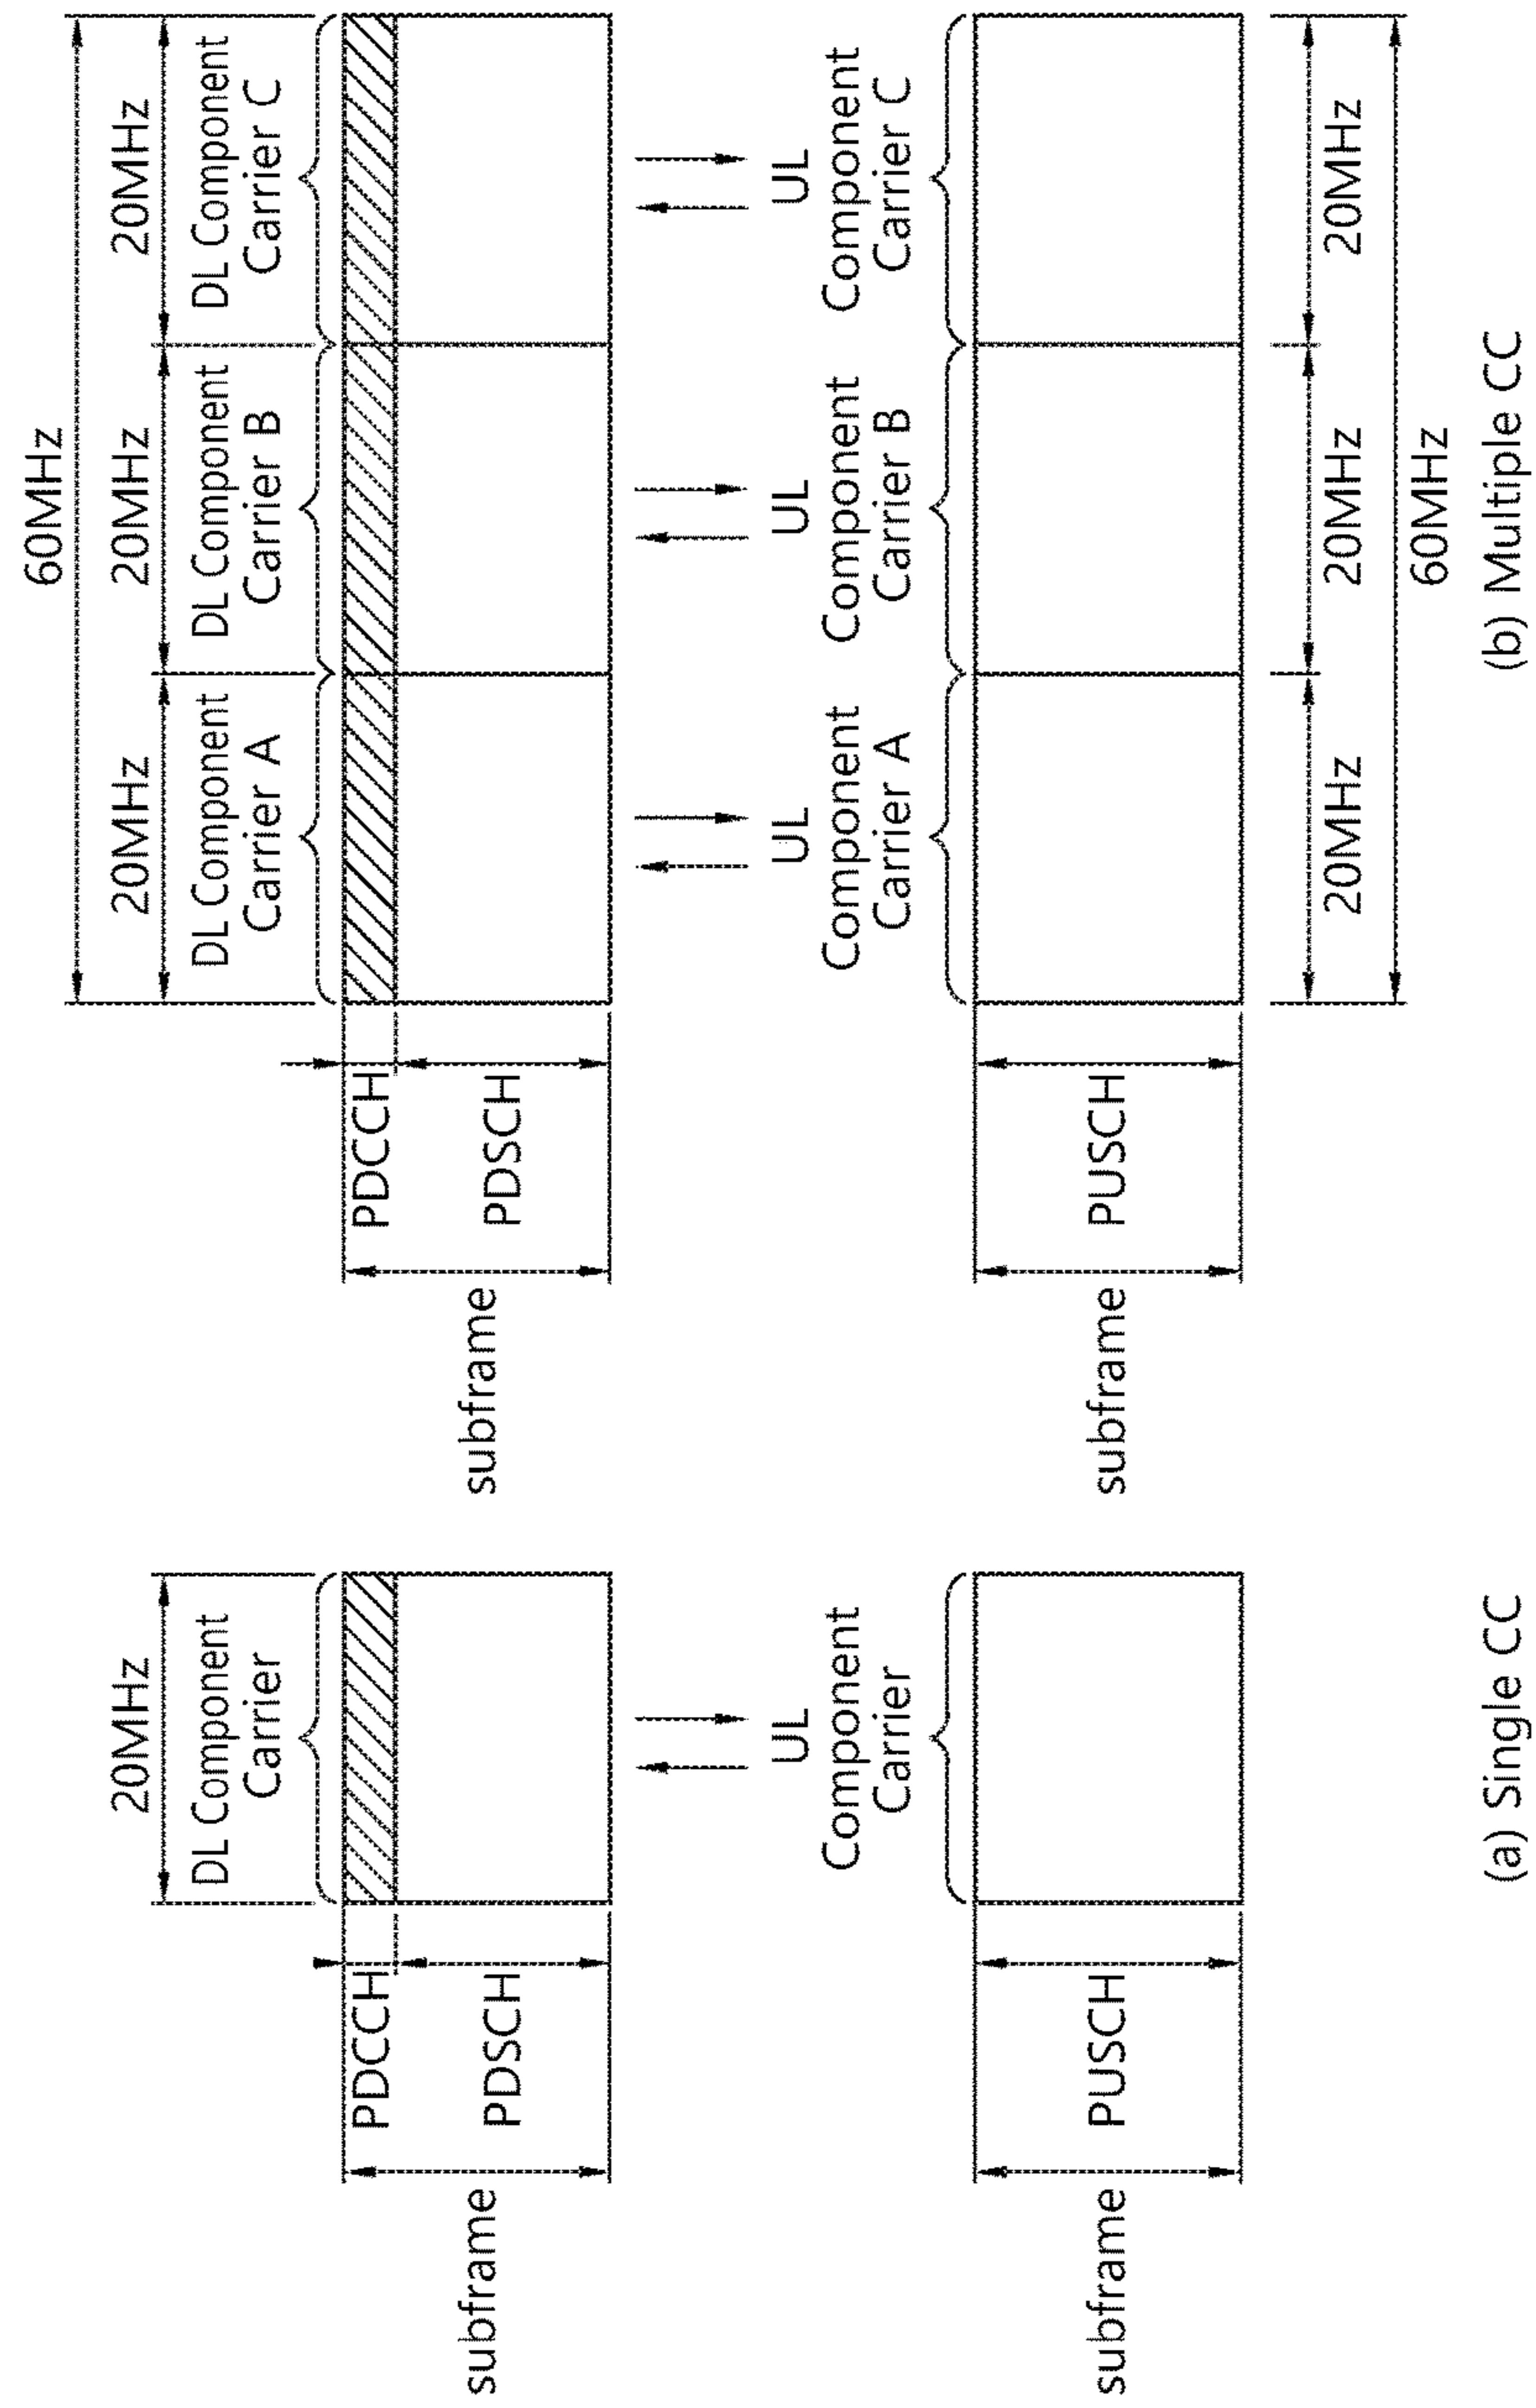 20MHz
DL Component
Carrier
PDCCH
PDSCH
subframe
UL
Component
Carrier
PUSCH
subframe
(a) Single CC
60MHz
20MHz
20MHz
20MHz
DL Component
Carrier A
DL Component
Carrier B
DL Component
Carrier C
PDCCH
PDSCH
subframe
UL
Component
Carrier A
UL
Component
Carrier B
UL
Component
Carrier C
PUSCH
subframe
20MHz
20MHz
20MHz
60MHz
(b) Multiple CC